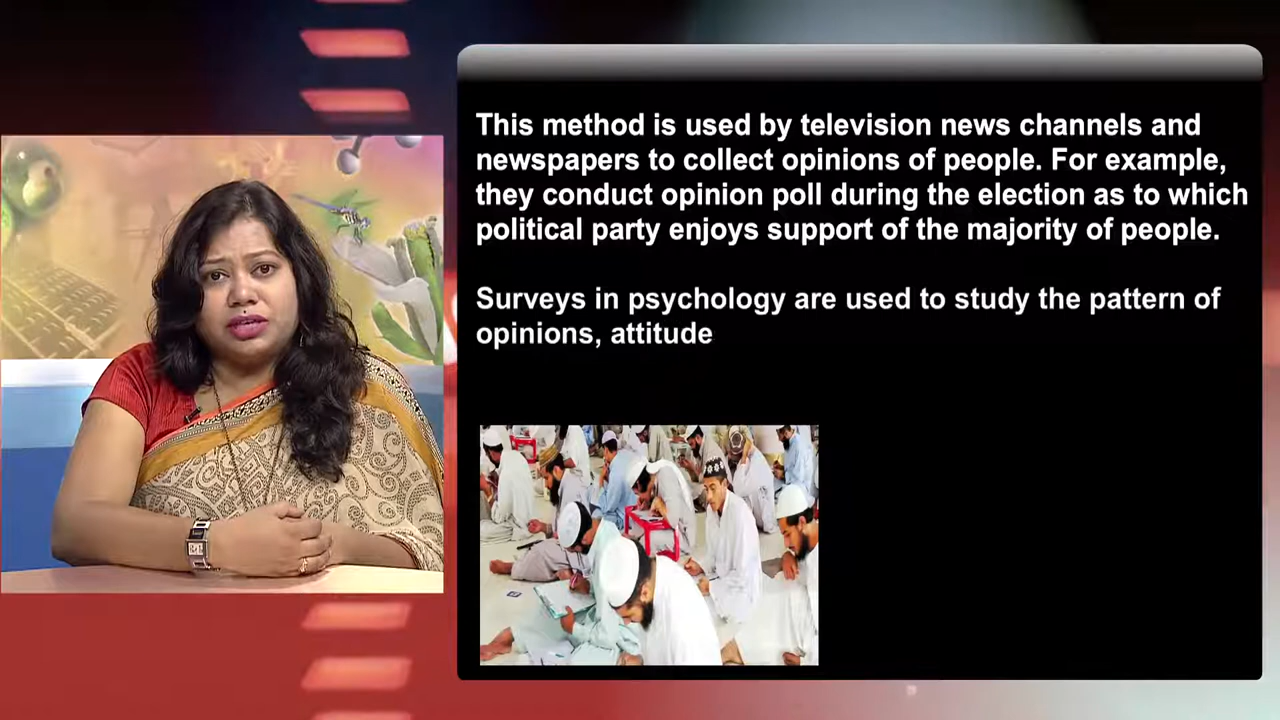 This method is used by television news channels and
newspapers to collect opinions of people. For example,
they conduct opinion poll during the election as to which
political party enjoys support of the majority of people.
Surveys in psychology are used to study the pattern of
opinions, attitude